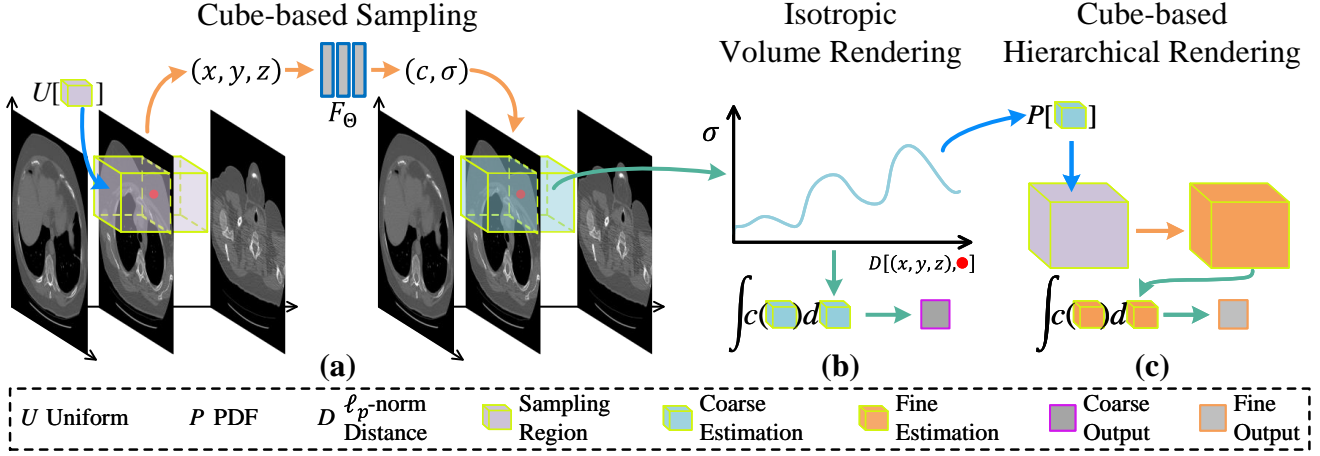 Cube-based Sampling
Isotropic
Volume Rendering
Cube-based
Hierarchical Rendering
U[ ]
(x, y, z)
F_Θ
(c, σ)
σ
D[(x, y, z), ]
P[ ]
∫c( )d
∫c( )d
(a)
(b)
(c)
U Uniform
P PDF
D ℓ_p-norm
Distance
Sampling
Region
Coarse
Estimation
Fine
Estimation
Coarse
Output
Fine
Output